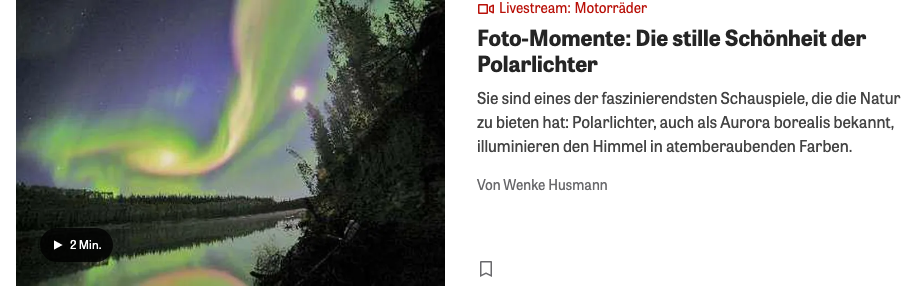 Livestream: Motorräder
Foto-Momente: Die stille Schönheit der
Polarlichter
Sie sind eines der faszinierendsten Schauspiele, die die Natur
zu bieten hat: Polarlichter, auch als Aurora borealis bekannt,
illuminieren den Himmel in atemberaubenden Farben.
Von Wenke Husmann
2 Min.